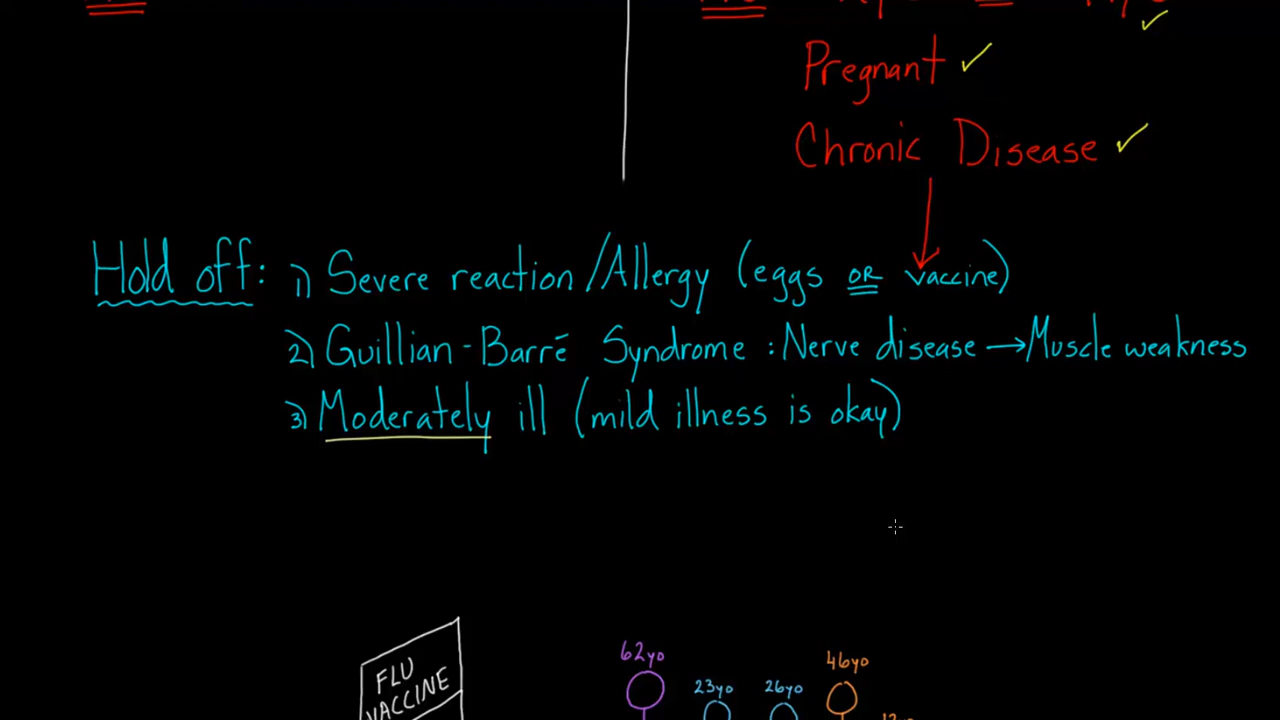 Pregnant ✓
Chronic Disease ✓
Hold off: 1) Severe reaction/Allergy (eggs OR vaccine)
2) Guillian-Barré Syndrome: Nerve disease → Muscle weakness
3) Moderately ill (mild illness is okay)
FLU
VACCINE
62yo
23yo
26yo
46yo